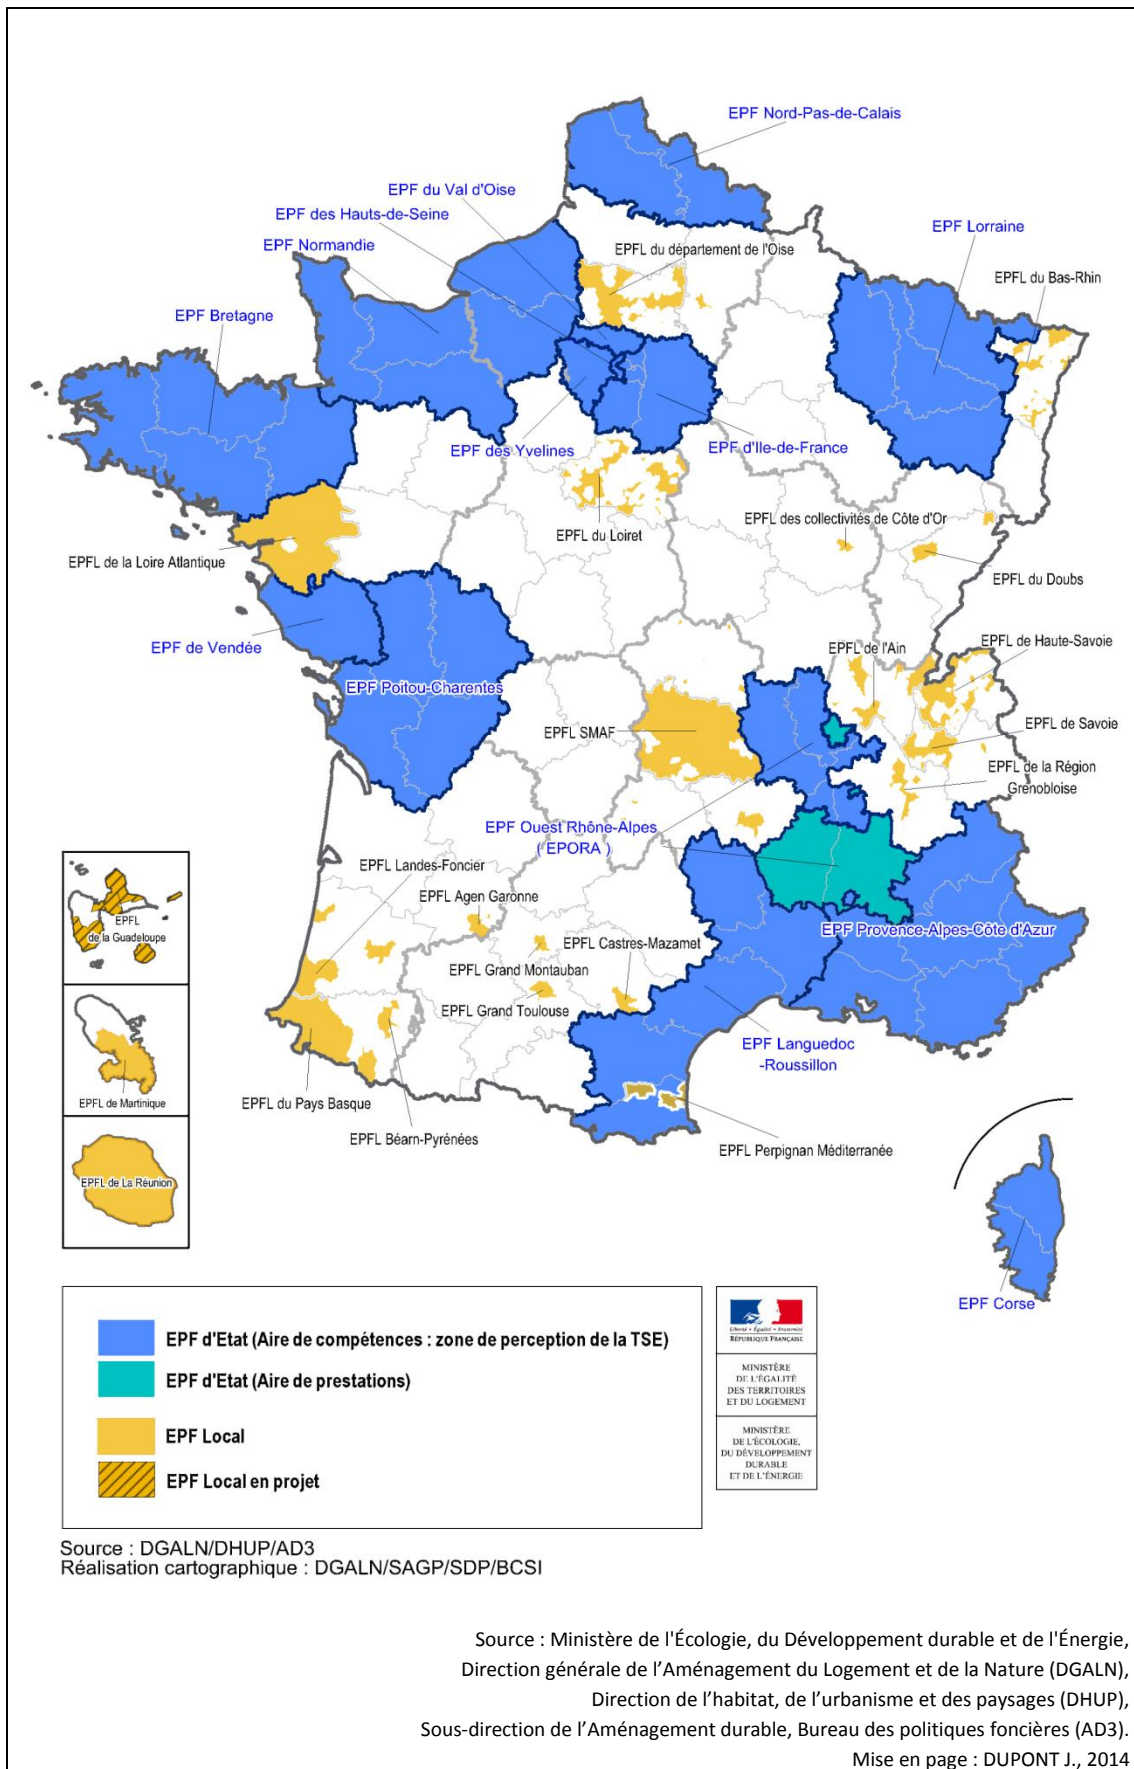 EPF Nord-Pas-de-Calais
EPF du Val d'Oise
EPF des Hauts-de-Seine
EPF Normandie
EPFL du département de l'Oise
EPF Lorraine
EPFL du Bas-Rhin
EPF Bretagne
EPF des Yvelines
EPF d'Ile-de-France
EPFL du Loiret
EPFL des collectivités de Côte d'Or
EPFL de la Loire Atlantique
EPFL du Doubs
EPF de Vendée
EPFL de l'Ain
EPFL de Haute-Savoie
EPF Poitou-Charentes
EPFL SMAF
EPFL de Savoie
EPFL de la Région
Grenobloise
EPF Ouest Rhône-Alpes
( EPORA )
EPFL Landes-Foncier
EPFL Agen Garonne
EPFL
de la Guadeloupe
EPF Provence-Alpes-Côte d'Azur
EPFL Castres-Mazamet
EPFL Grand Montauban
EPFL Grand Toulouse
EPF Languedoc
-Roussillon
EPFL de Martinique
EPFL du Pays Basque
EPFL Béarn-Pyrénées
EPFL Perpignan Méditerranée
EPFL de La Réunion
EPF Corse
EPF d'Etat (Aire de compétences : zone de perception de la TSE)
EPF d'Etat (Aire de prestations)
EPF Local
EPF Local en projet
Liberté • Égalité • Fraternité
RÉPUBLIQUE FRANÇAISE
MINISTÈRE
DE L'ÉGALITÉ
DES TERRITOIRES
ET DU LOGEMENT
MINISTÈRE
DE L'ÉCOLOGIE,
DU DÉVELOPPEMENT
DURABLE
ET DE L'ÉNERGIE
Source : DGALN/DHUP/AD3
Réalisation cartographique : DGALN/SAGP/SDP/BCSI
Source : Ministère de l'Écologie, du Développement durable et de l'Énergie,
Direction générale de l’Aménagement du Logement et de la Nature (DGALN),
Direction de l’habitat, de l’urbanisme et des paysages (DHUP),
Sous-direction de l’Aménagement durable, Bureau des politiques foncières (AD3).
Mise en page : DUPONT J., 2014